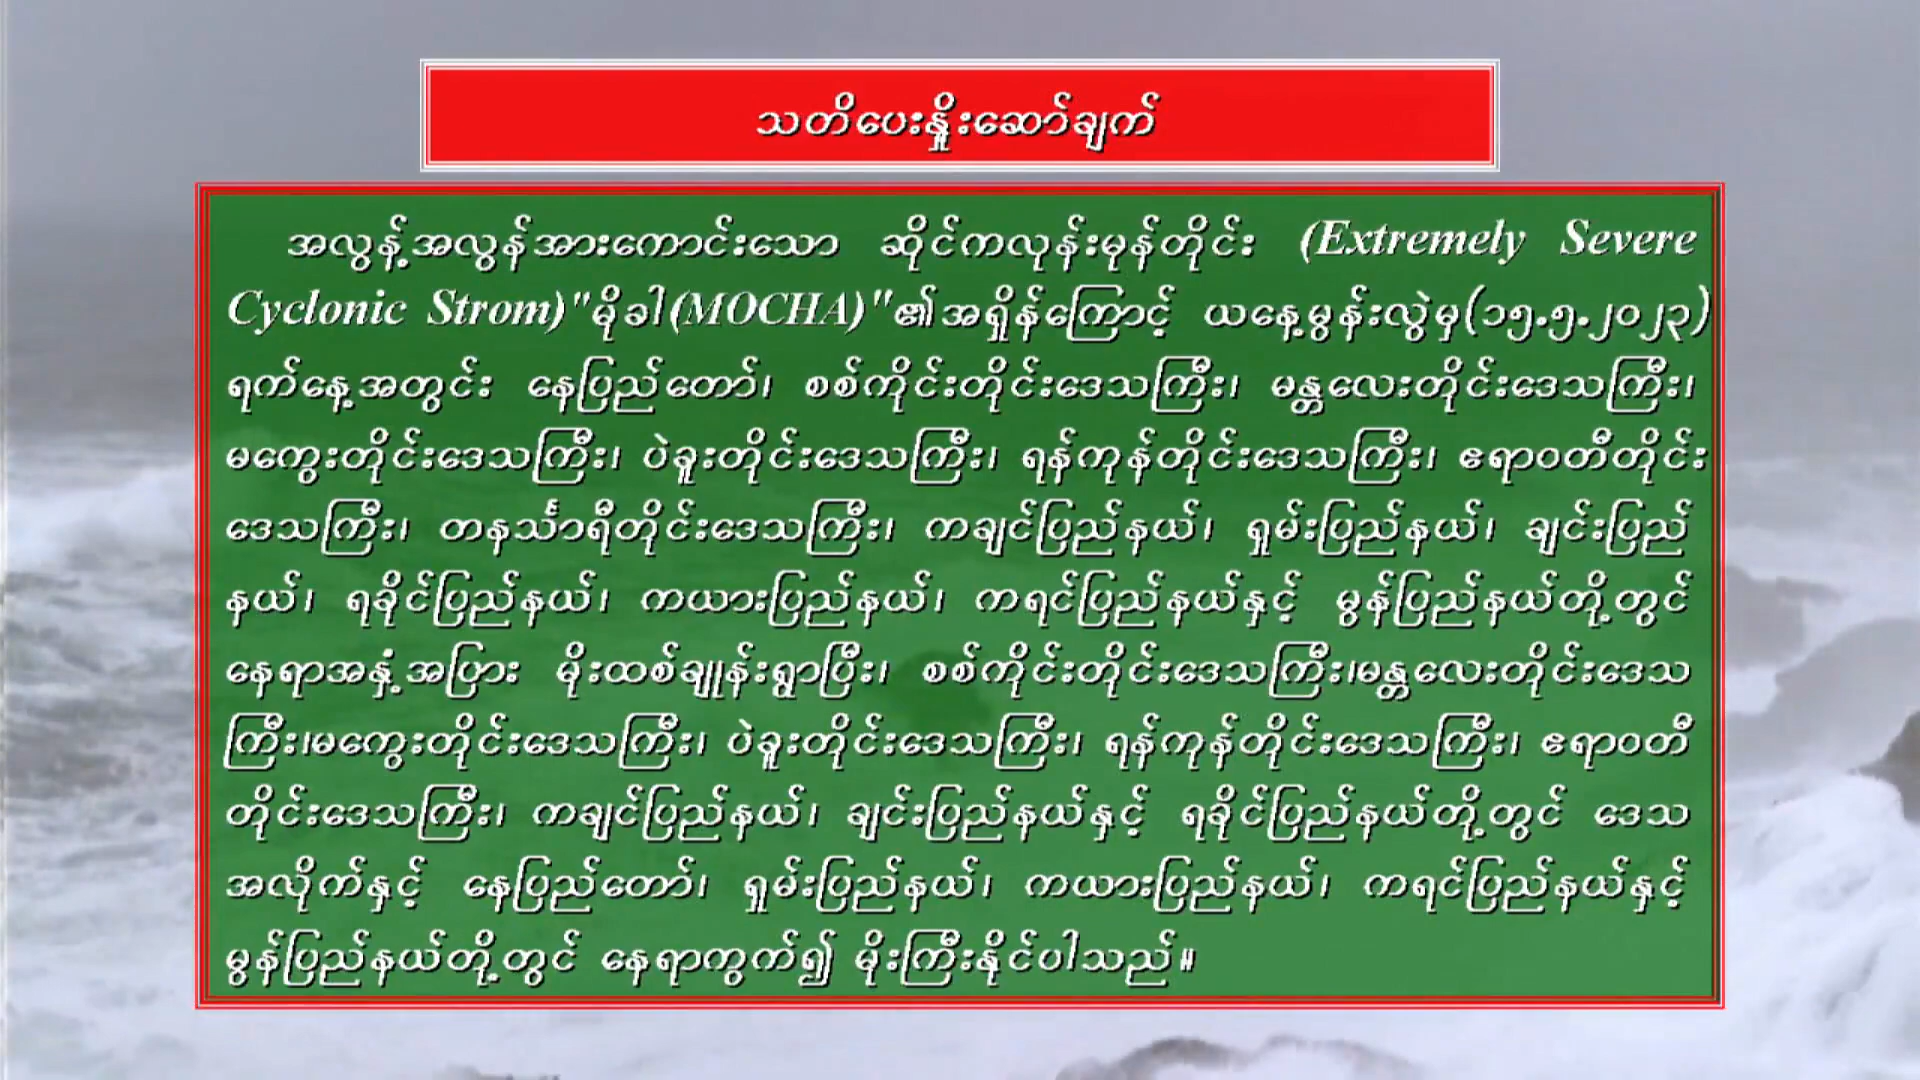 သတိပေးနှိုးဆော်ချက်
အလွန့်အလွန်အားကောင်းသော ဆိုင်ကလုန်းမုန်တိုင်း (Extremely Severe
Cyclonic Strom)"မိုခါ(MOCHA)"၏အရှိန်ကြောင့် ယနေ့မွန်းလွဲမှ(၁၅.၅.၂၀၂၃)
ရက်နေ့အတွင်း နေပြည်တော်၊ စစ်ကိုင်းတိုင်းဒေသကြီး၊ မန္တလေးတိုင်းဒေသကြီး၊
မကွေးတိုင်းဒေသကြီး၊ ပဲခူးတိုင်းဒေသကြီး၊ ရန်ကုန်တိုင်းဒေသကြီး၊ ဧရာဝတီတိုင်း
ဒေသကြီး၊ တနင်္သာရီတိုင်းဒေသကြီး၊ ကချင်ပြည်နယ်၊ ရှမ်းပြည်နယ်၊ ချင်းပြည်
နယ်၊ ရခိုင်ပြည်နယ်၊ ကယားပြည်နယ်၊ ကရင်ပြည်နယ်နှင့် မွန်ပြည်နယ်တို့တွင်
နေရာအနှံ့အပြား မိုးထစ်ချုန်းရွာပြီး၊ စစ်ကိုင်းတိုင်းဒေသကြီး၊မန္တလေးတိုင်းဒေသ
ကြီး၊မကွေးတိုင်းဒေသကြီး၊ ပဲခူးတိုင်းဒေသကြီး၊ ရန်ကုန်တိုင်းဒေသကြီး၊ ဧရာဝတီ
တိုင်းဒေသကြီး၊ ကချင်ပြည်နယ်၊ ချင်းပြည်နယ်နှင့် ရခိုင်ပြည်နယ်တို့တွင် ဒေသ
အလိုက်နှင့် နေပြည်တော်၊ ရှမ်းပြည်နယ်၊ ကယားပြည်နယ်၊ ကရင်ပြည်နယ်နှင့်
မွန်ပြည်နယ်တို့တွင် နေရာကွက်၍ မိုးကြီးနိုင်ပါသည်။